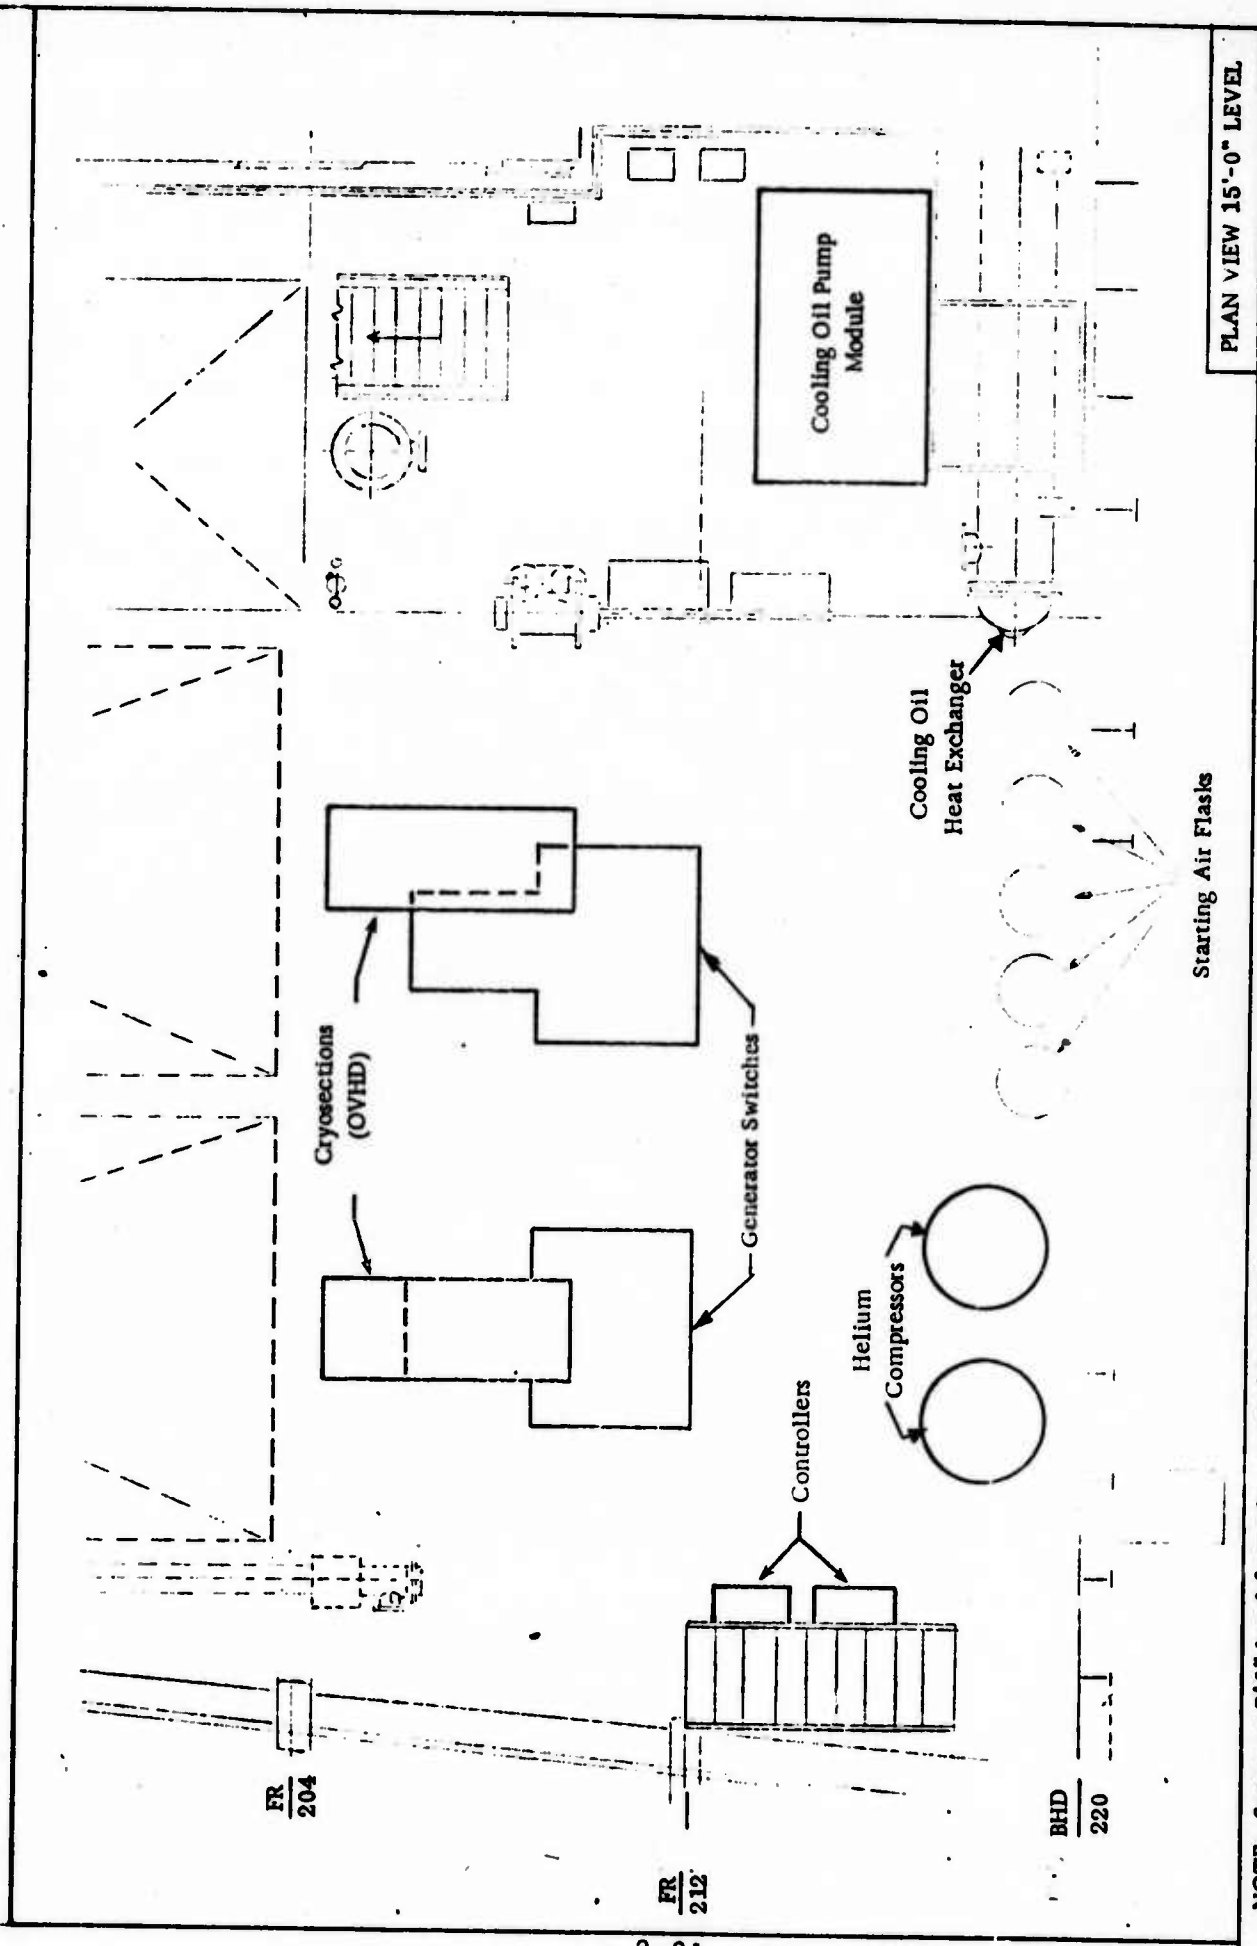 PLAN VIEW 15'-0" LEVEL
Cooling Oil Pump
Module
Cooling Oil
Heat Exchanger
Starting Air Flasks
Cryosections
(OVHD)
Generator Switches
Helium
Compressors
Controllers
FR
204
FR
212
BHD
220